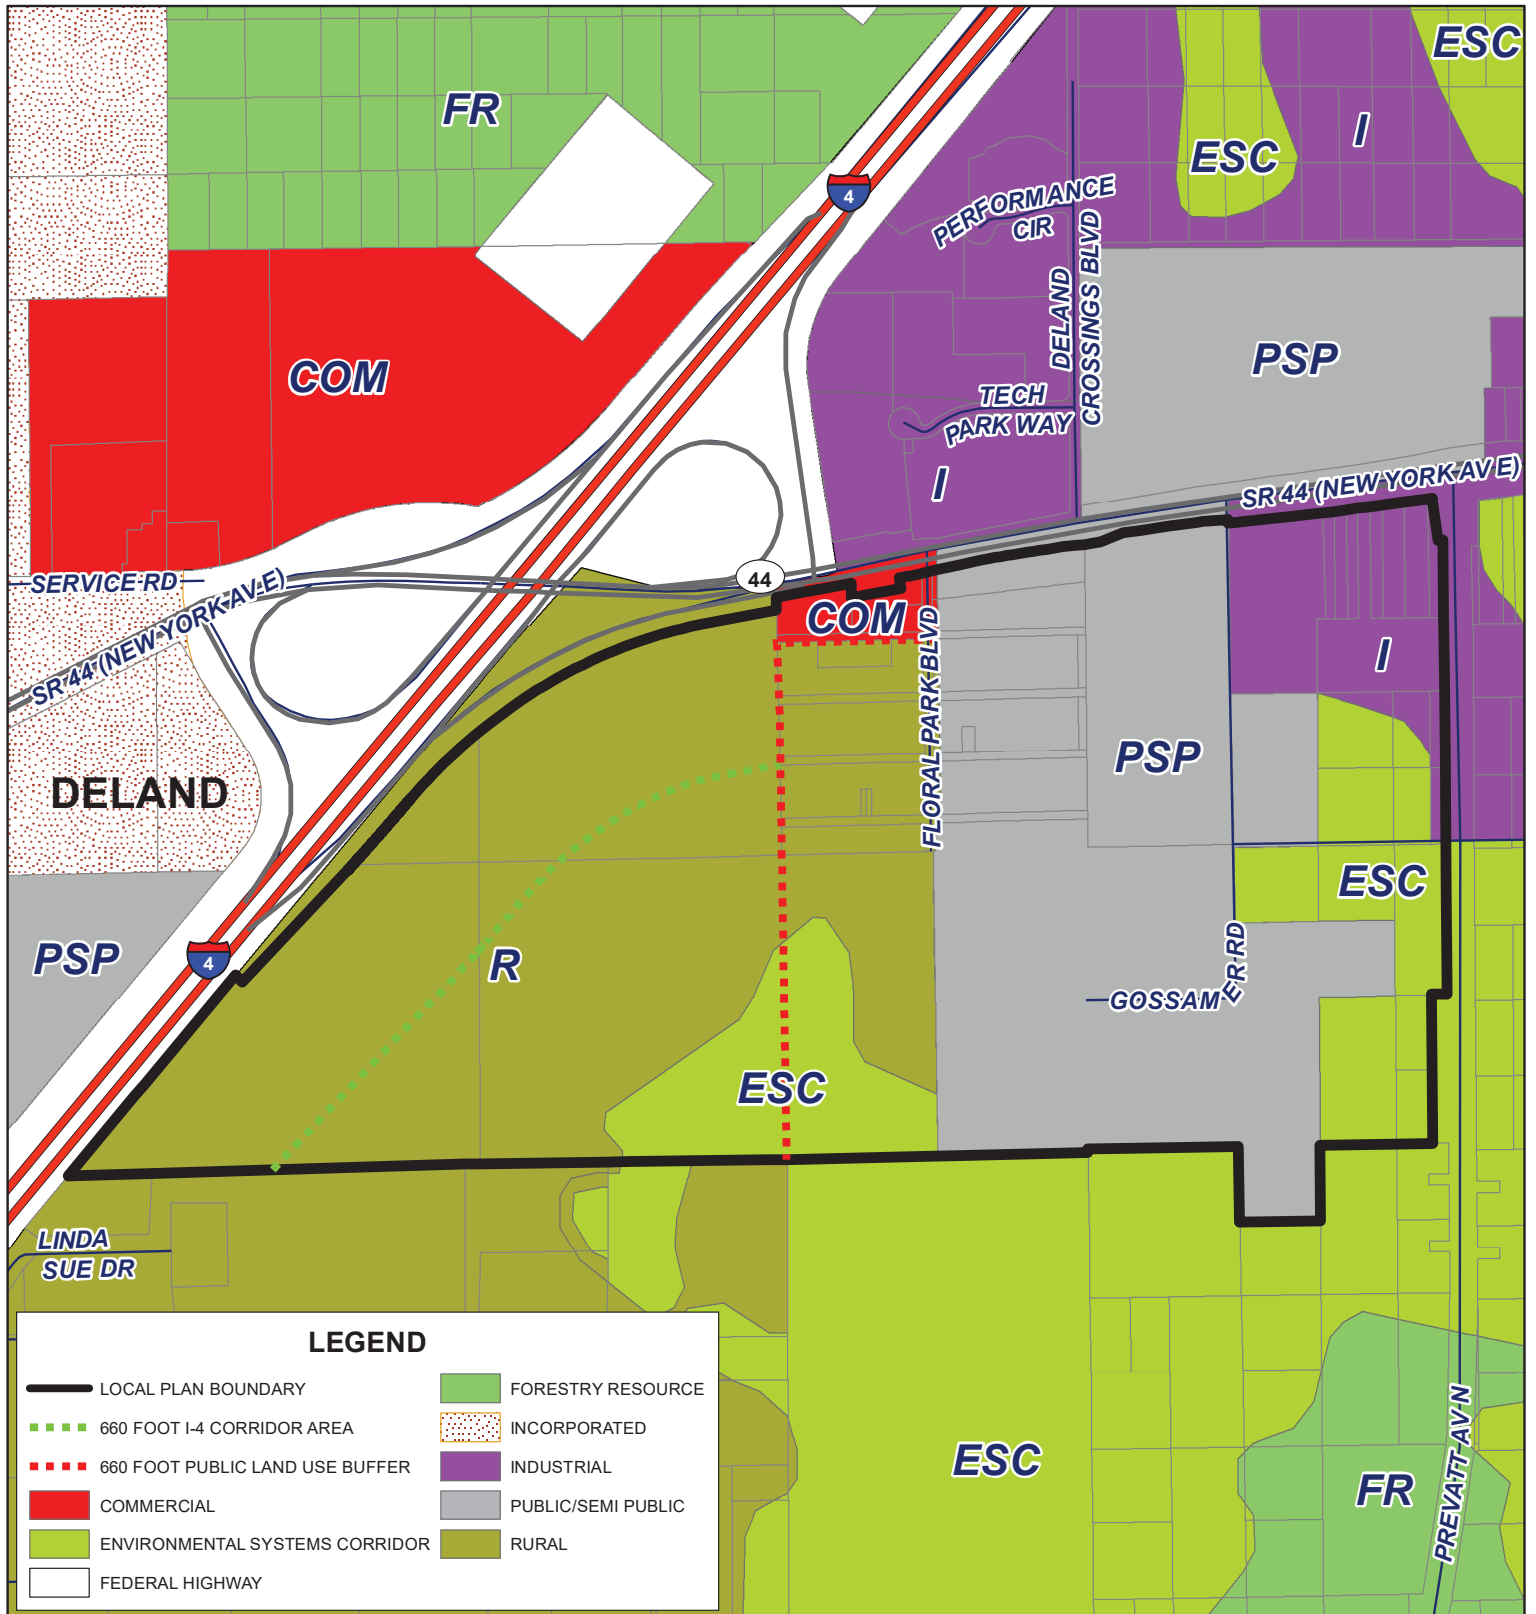 ESC
FR
I
ESC
4
PERFORMANCE
CIR
DELAND
CROSSINGS BLVD
PSP
COM
TECH
PARK WAY
I
SR 44 (NEW YORK AV E)
SERVICE RD
44
SR 44 (NEW YORK AV E)
COM
FLORAL PARK BLVD
I
PSP
DELAND
ESC
PSP
4
R
GOSSAMER RD
ESC
LINDA
SUE DR
ESC
FR
PREVATT AV N
LEGEND
LOCAL PLAN BOUNDARY
660 FOOT I-4 CORRIDOR AREA
660 FOOT PUBLIC LAND USE BUFFER
COMMERCIAL
ENVIRONMENTAL SYSTEMS CORRIDOR
FEDERAL HIGHWAY
FORESTRY RESOURCE
INCORPORATED
INDUSTRIAL
PUBLIC/SEMI PUBLIC
RURAL